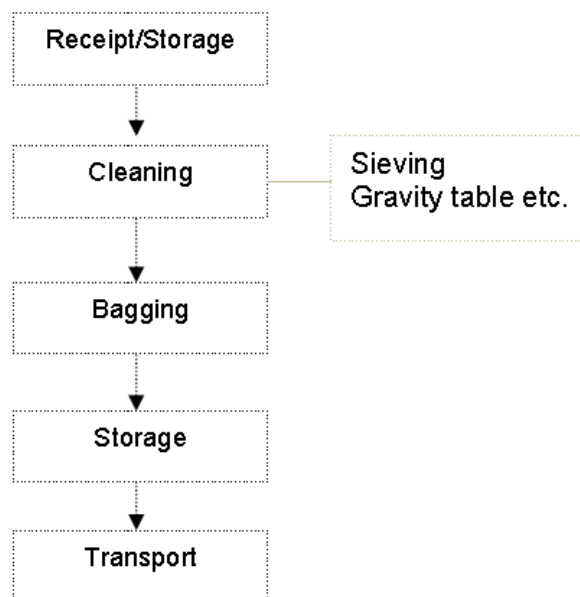 Receipt/Storage
Cleaning
Sieving
Gravity table etc.
Bagging
Storage
Transport